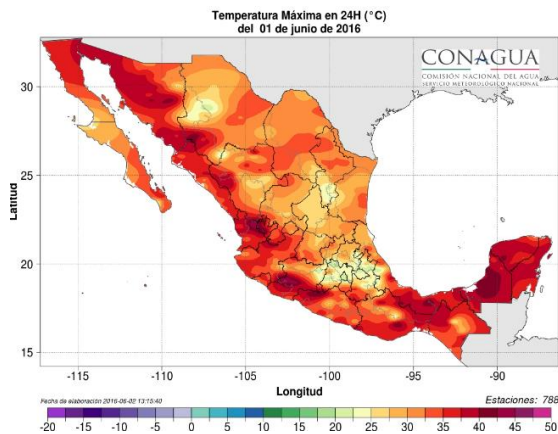 Temperatura Máxima en 24H (°C)
del 01 de junio de 2016
CONAGUA
COMISIÓN NACIONAL DEL AGUA
SERVICIO METEOROLÓGICO NACIONAL
Latitud
30
25
20
15
-115
-110
-105
-100
-95
-90
Longitud
Fecha de elaboración 2016-06-02 13:15:40
Estaciones: 786
-20 -15 -10 -5 0 5 10 15 20 25 30 35 40 45 50